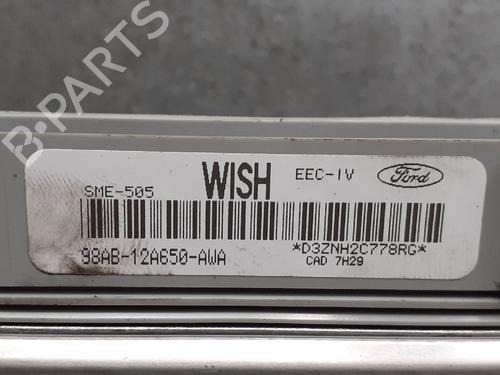 B-PARTS
WISH EEC-IV Ford
SME-505
98AB-12A650-AWA *D3ZNH2C778RG*
CAD 7H29